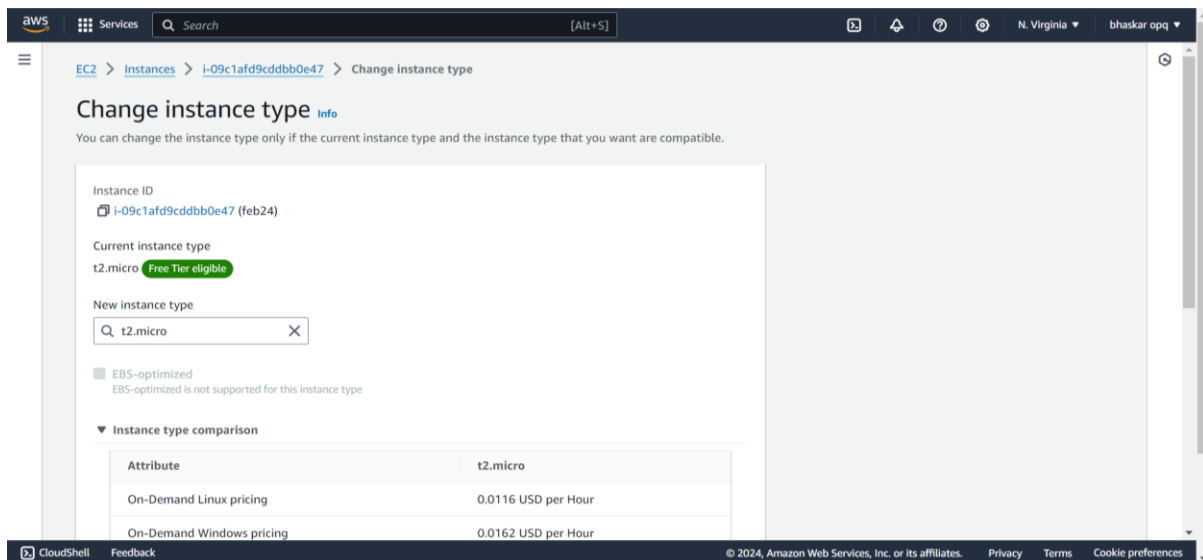 aws
Services
Search [Alt+S]
N. Virginia
bhaskar opq
EC2 > Instances > i-09c1afd9cddbb0e47 > Change instance type
Change instance type Info
You can change the instance type only if the current instance type and the instance type that you want are compatible.
Instance ID
i-09c1afd9cddbb0e47 (feb24)
Current instance type
t2.micro Free Tier eligible
New instance type
t2.micro
EBS-optimized
EBS-optimized is not supported for this instance type
Instance type comparison
Attribute t2.micro
On-Demand Linux pricing 0.0116 USD per Hour
On-Demand Windows pricing 0.0162 USD per Hour
CloudShell Feedback © 2024, Amazon Web Services, Inc. or its affiliates. Privacy Terms Cookie preferences